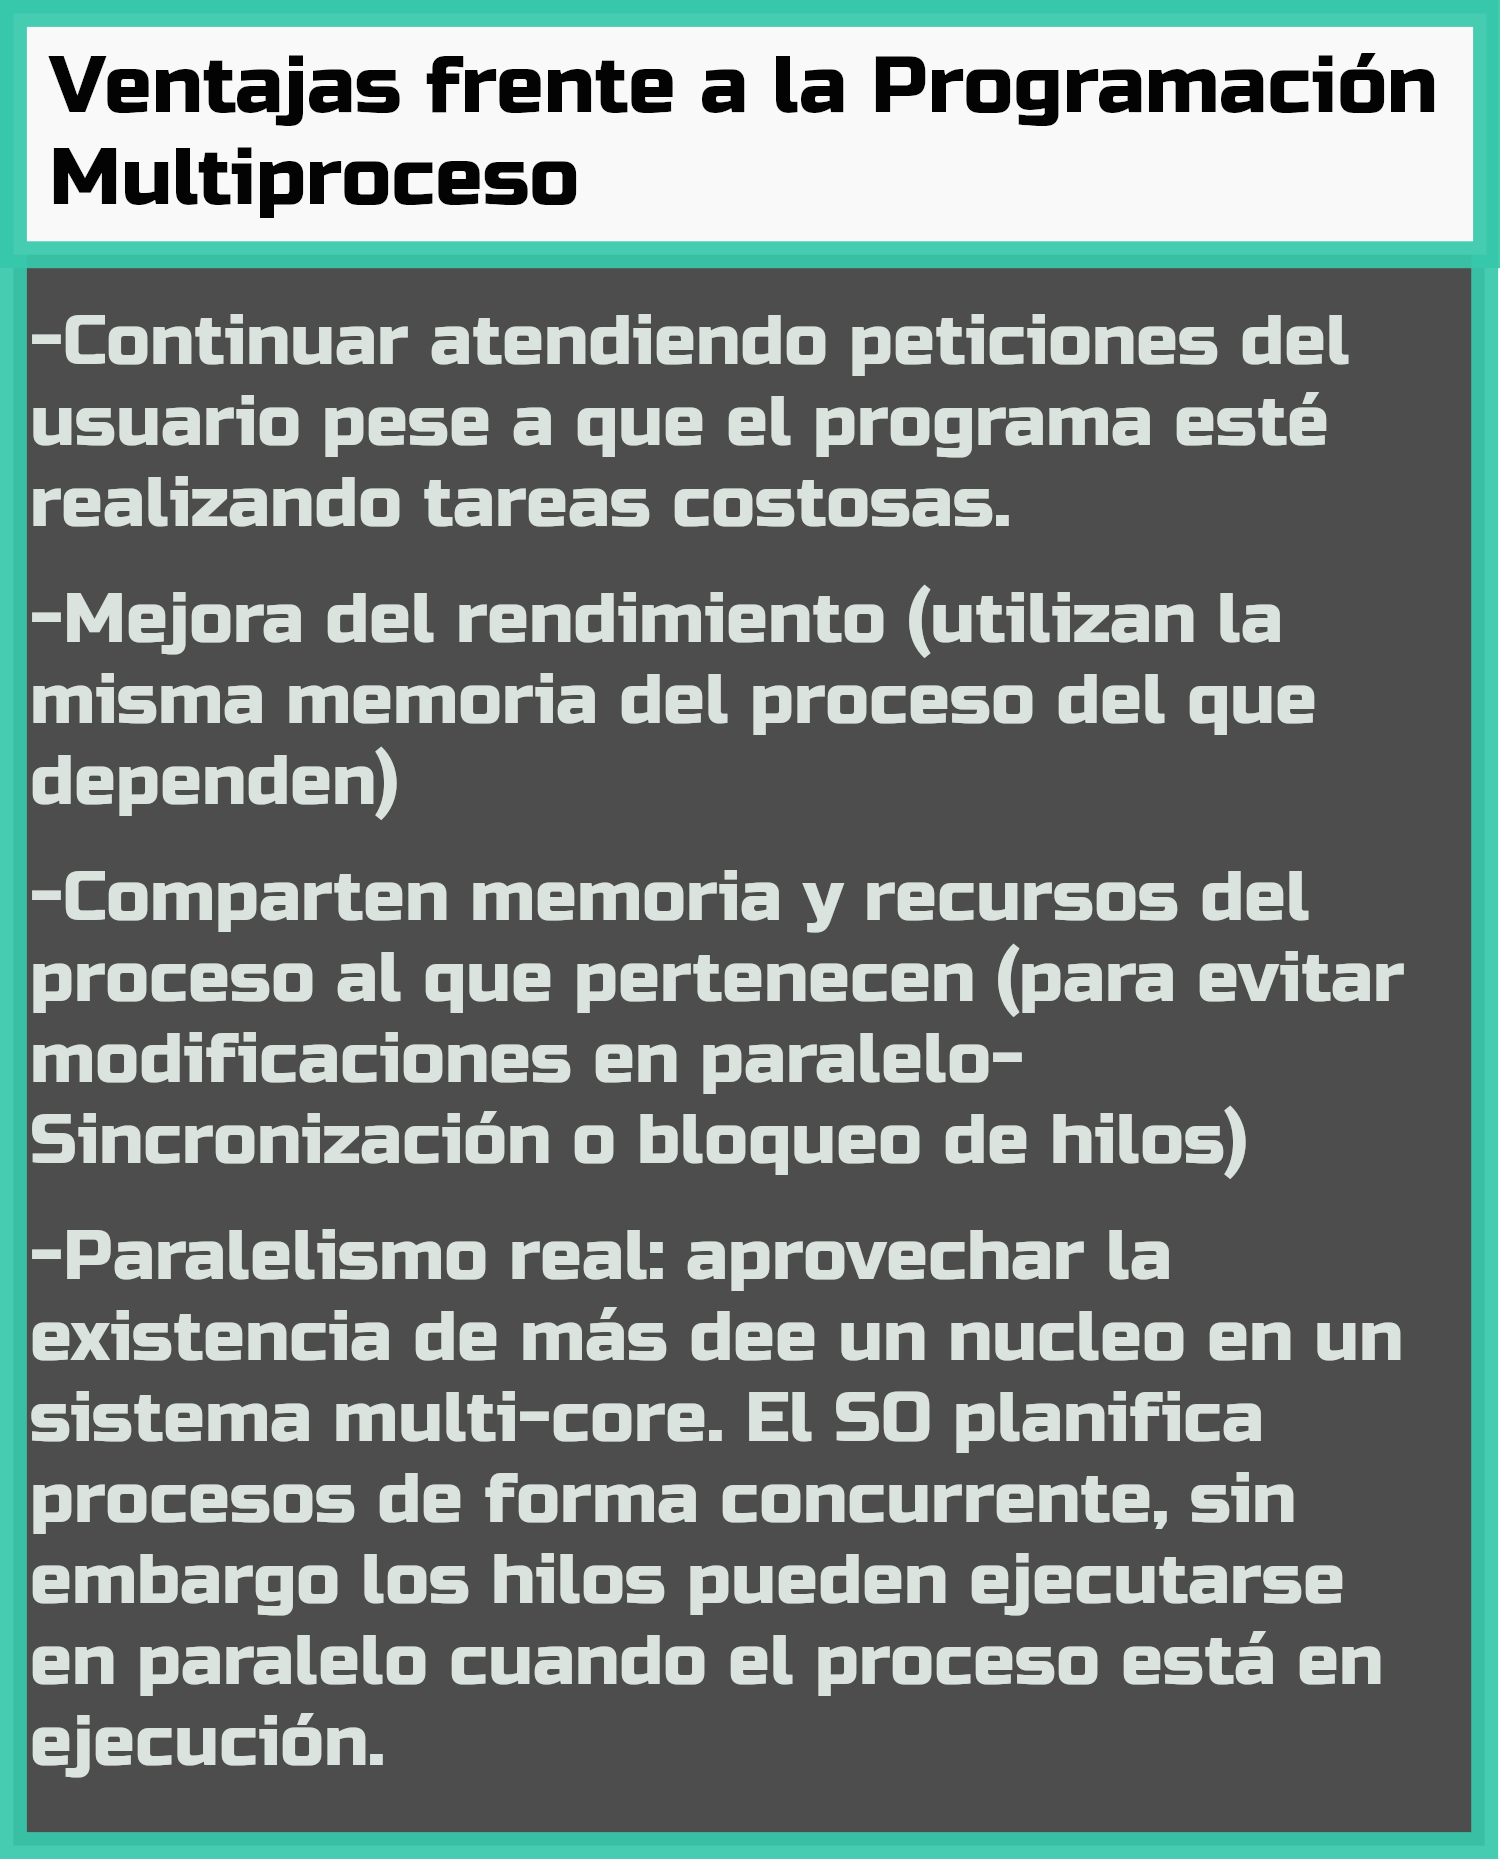 Ventajas frente a la Programación
Multiproceso
-Continuar atendiendo peticiones del
usuario pese a que el programa esté
realizando tareas costosas.
-Mejora del rendimiento (utilizan la
misma memoria del proceso del que
dependen)
-Comparten memoria y recursos del
proceso al que pertenecen (para evitar
modificaciones en paralelo-
Sincronización o bloqueo de hilos)
-Paralelismo real: aprovechar la
existencia de más dee un nucleo en un
sistema multi-core. El SO planifica
procesos de forma concurrente, sin
embargo los hilos pueden ejecutarse
en paralelo cuando el proceso está en
ejecución.